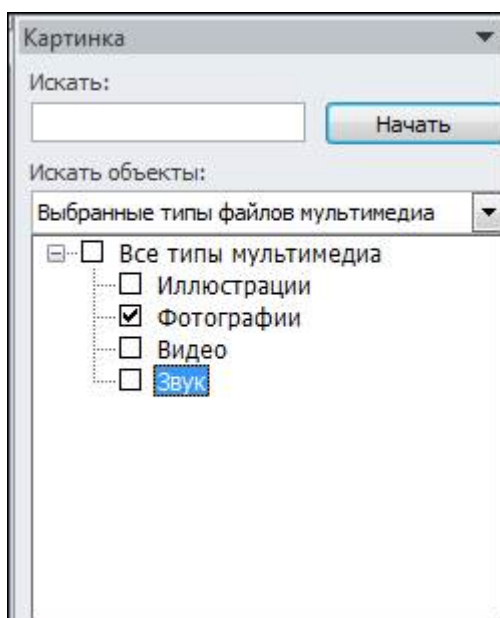 Картинка
Искать:
Начать
Искать объекты:
Выбранные типы файлов мультимедиа
Все типы мультимедиа
Иллюстрации
Фотографии
Видео
Звук